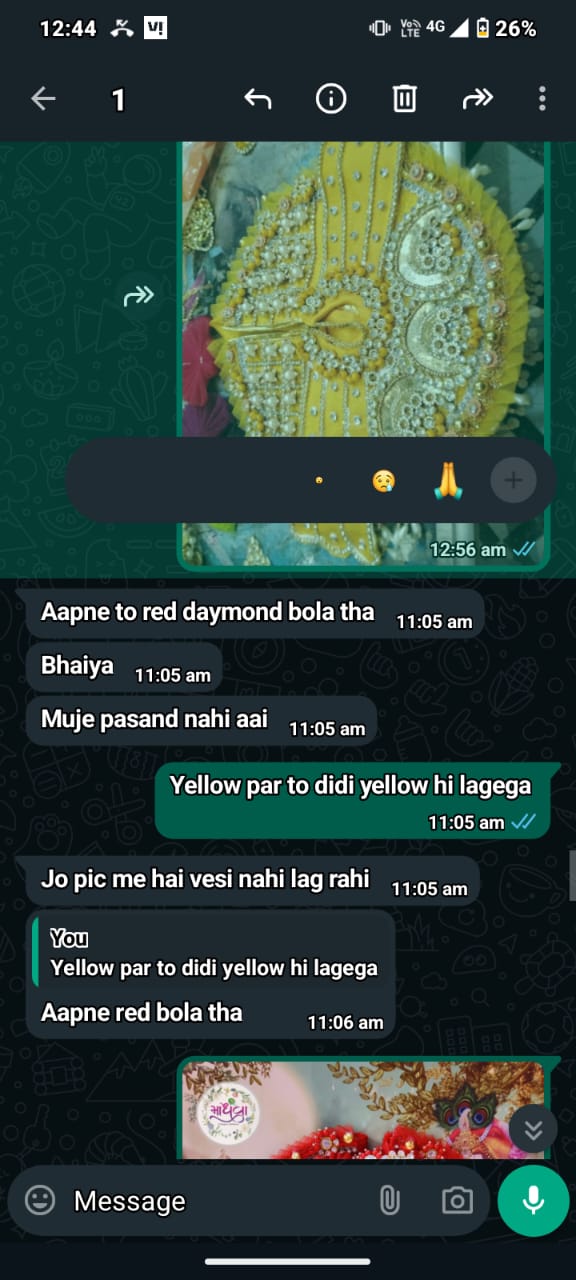 12:44 V! Vo)) LTE 4G 26%
1
12:56 am
Aapne to red daymond bola tha 11:05 am
Bhaiya 11:05 am
Muje pasand nahi aai 11:05 am
Yellow par to didi yellow hi lagega
11:05 am
Jo pic me hai vesi nahi lag rahi 11:05 am
You
Yellow par to didi yellow hi lagega
Aapne red bola tha 11:06 am
Message